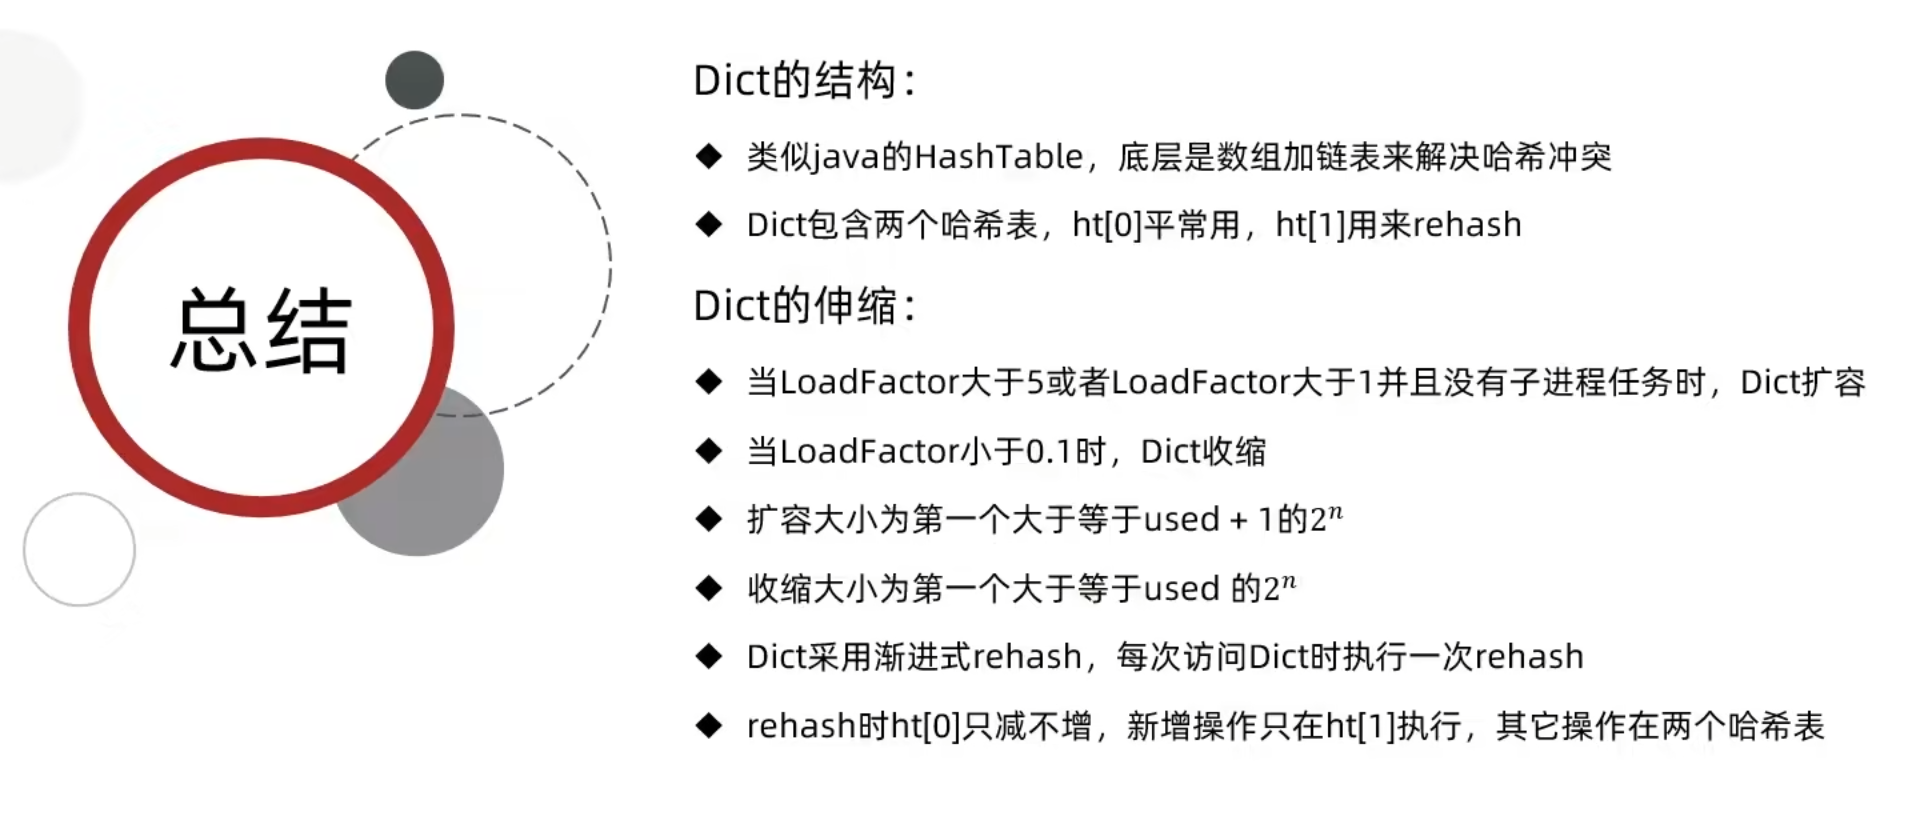 总结
Dict的结构：
◆ 类似java的HashTable，底层是数组加链表来解决哈希冲突
◆ Dict包含两个哈希表，ht[0]平常用，ht[1]用来rehash
Dict的伸缩：
◆ 当LoadFactor大于5或者LoadFactor大于1并且没有子进程任务时，Dict扩容
◆ 当LoadFactor小于0.1时，Dict收缩
◆ 扩容大小为第一个大于等于used + 1的2ⁿ
◆ 收缩大小为第一个大于等于used 的2ⁿ
◆ Dict采用渐进式rehash，每次访问Dict时执行一次rehash
◆ rehash时ht[0]只减不增，新增操作只在ht[1]执行，其它操作在两个哈希表